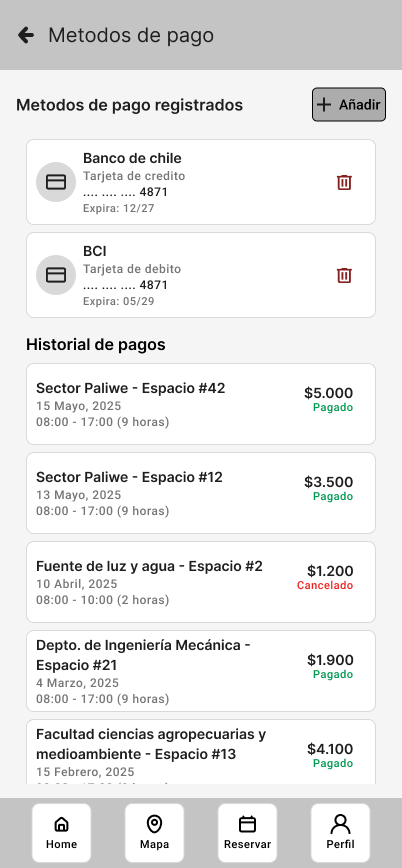 Metodos de pago
Metodos de pago registrados
Añadir
Banco de chile
Tarjeta de credito
.... .... .... 4871
Expira: 12/27
BCI
Tarjeta de debito
.... .... .... 4871
Expira: 05/29
Historial de pagos
Sector Paliwe - Espacio #42
15 Mayo, 2025
08:00 - 17:00 (9 horas)
$5.000
Pagado
Sector Paliwe - Espacio #12
13 Mayo, 2025
08:00 - 17:00 (9 horas)
$3.500
Pagado
Fuente de luz y agua - Espacio #2
10 Abril, 2025
08:00 - 10:00 (2 horas)
$1.200
Cancelado
Depto. de Ingeniería Mecánica -
Espacio #21
4 Marzo, 2025
08:00 - 17:00 (9 horas)
$1.900
Pagado
Facultad ciencias agropecuarias y
medioambiente - Espacio #13
15 Febrero, 2025
$4.100
Pagado
Home
Mapa
Reservar
Perfil